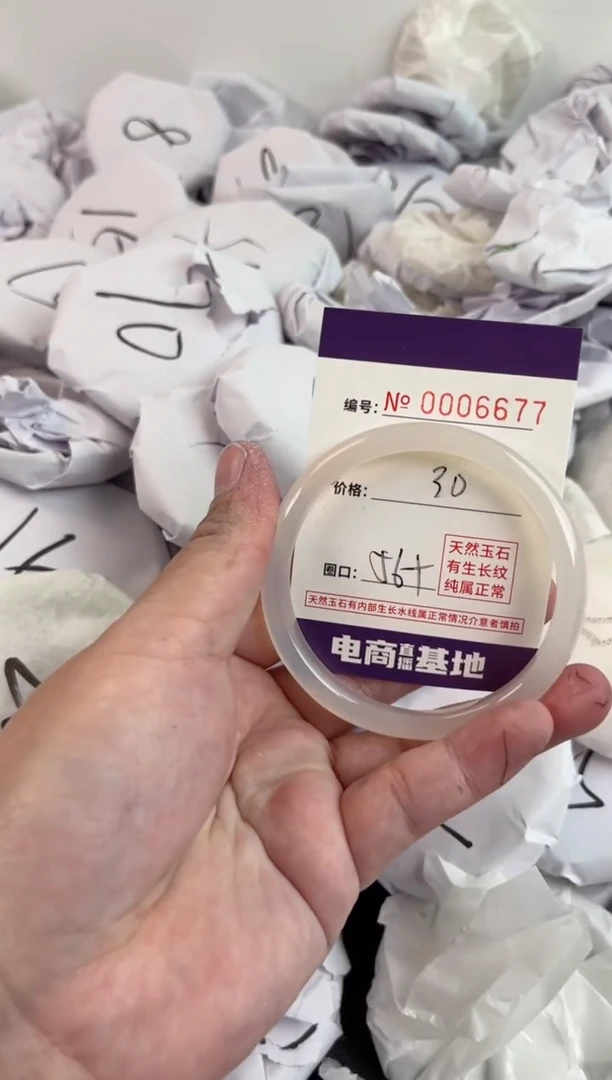 8
10
编号: № 0006677
价格: 30
圈口: 56+
天然玉石
有生长纹
纯属正常
天然玉石有内部生长水线属正常情况介意者慎拍
电商直播基地